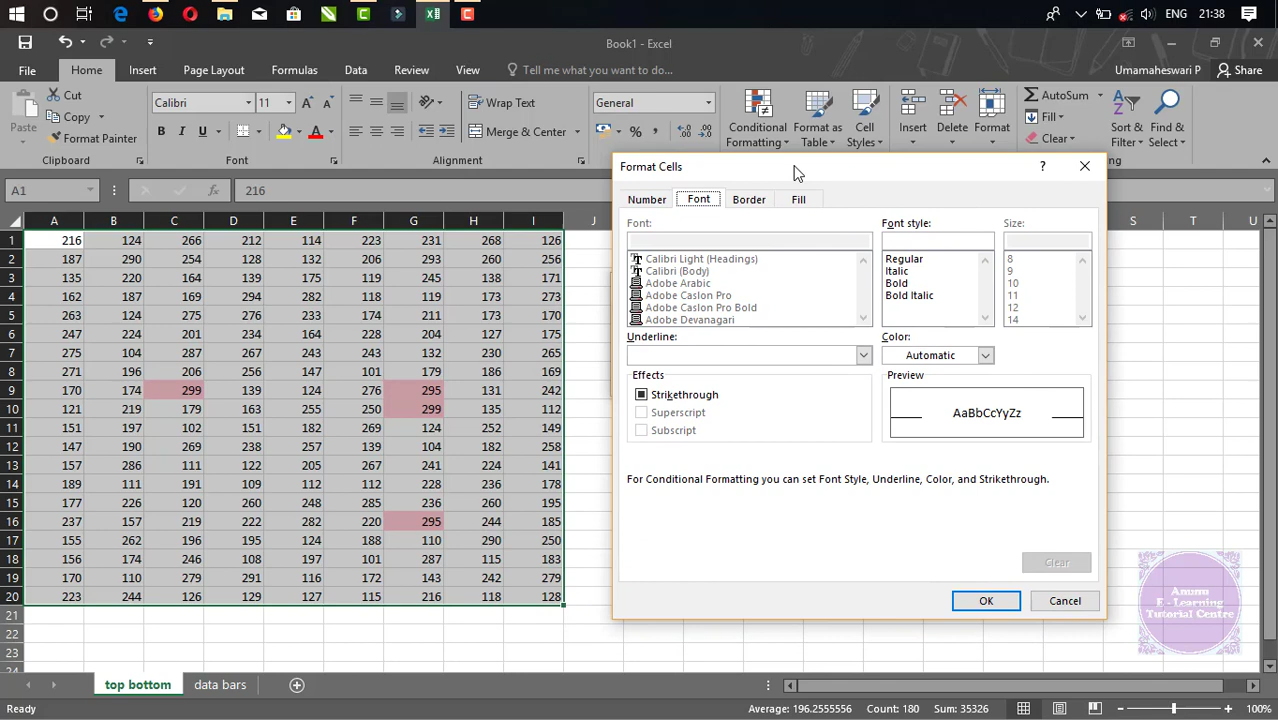 ENG 21:38
Book1 - Excel
File Home Insert Page Layout Formulas Data Review View Tell me what you want to do... Umamaheswari P Share
Paste Cut Copy Format Painter
Calibri 11 Wrap Text Merge & Center General
B I U A % ,
Conditional Formatting Format as Table Cell Styles Insert Delete Format AutoSum Fill Clear Sort & Filter Find & Select
Clipboard Font Alignment
A1 fx 216
A B C D E F G H I J S T U
1 216 124 266 212 114 223 231 268 126
2 187 290 254 128 132 206 293 260 256
3 135 220 164 139 175 119 245 138 171
4 162 187 169 294 282 118 119 173 273
5 263 124 275 276 233 174 211 173 170
6 247 224 201 234 164 228 204 127 175
7 275 104 287 267 243 243 132 230 265
8 271 196 206 256 147 101 179 186 169
9 170 174 299 139 124 276 295 131 242
10 121 219 179 163 255 250 299 135 112
11 151 197 102 151 182 269 124 252 149
12 147 190 269 238 257 139 104 182 260
13 157 286 111 122 205 267 241 224 141
14 189 111 191 109 112 112 228 236 178
15 177 226 120 260 248 285 236 260 195
16 237 157 219 222 282 220 295 244 185
17 155 262 196 195 124 188 110 290 250
18 156 174 246 108 197 101 287 115 183
19 170 110 279 291 116 172 143 242 279
20 223 244 126 129 127 115 216 118 128
21
22
23
24
Format Cells ?
Number Font Border Fill
Font: Font style: Size:
Calibri Light (Headings) Regular 8
Calibri (Body) Italic 9
Adobe Arabic Bold 10
Adobe Caslon Pro Bold Italic 11
Adobe Caslon Pro Bold 12
Adobe Devanagari 14
Underline: Color:
Automatic
Effects Preview
Strikethrough
Superscript AaBbCcYyZz
Subscript
For Conditional Formatting you can set Font Style, Underline, Color, and Strikethrough.
Clear
OK Cancel
Anumu
E - Learning
Tutorial Centre
top bottom data bars
Ready Average: 196.2555556 Count: 180 Sum: 35326 100%